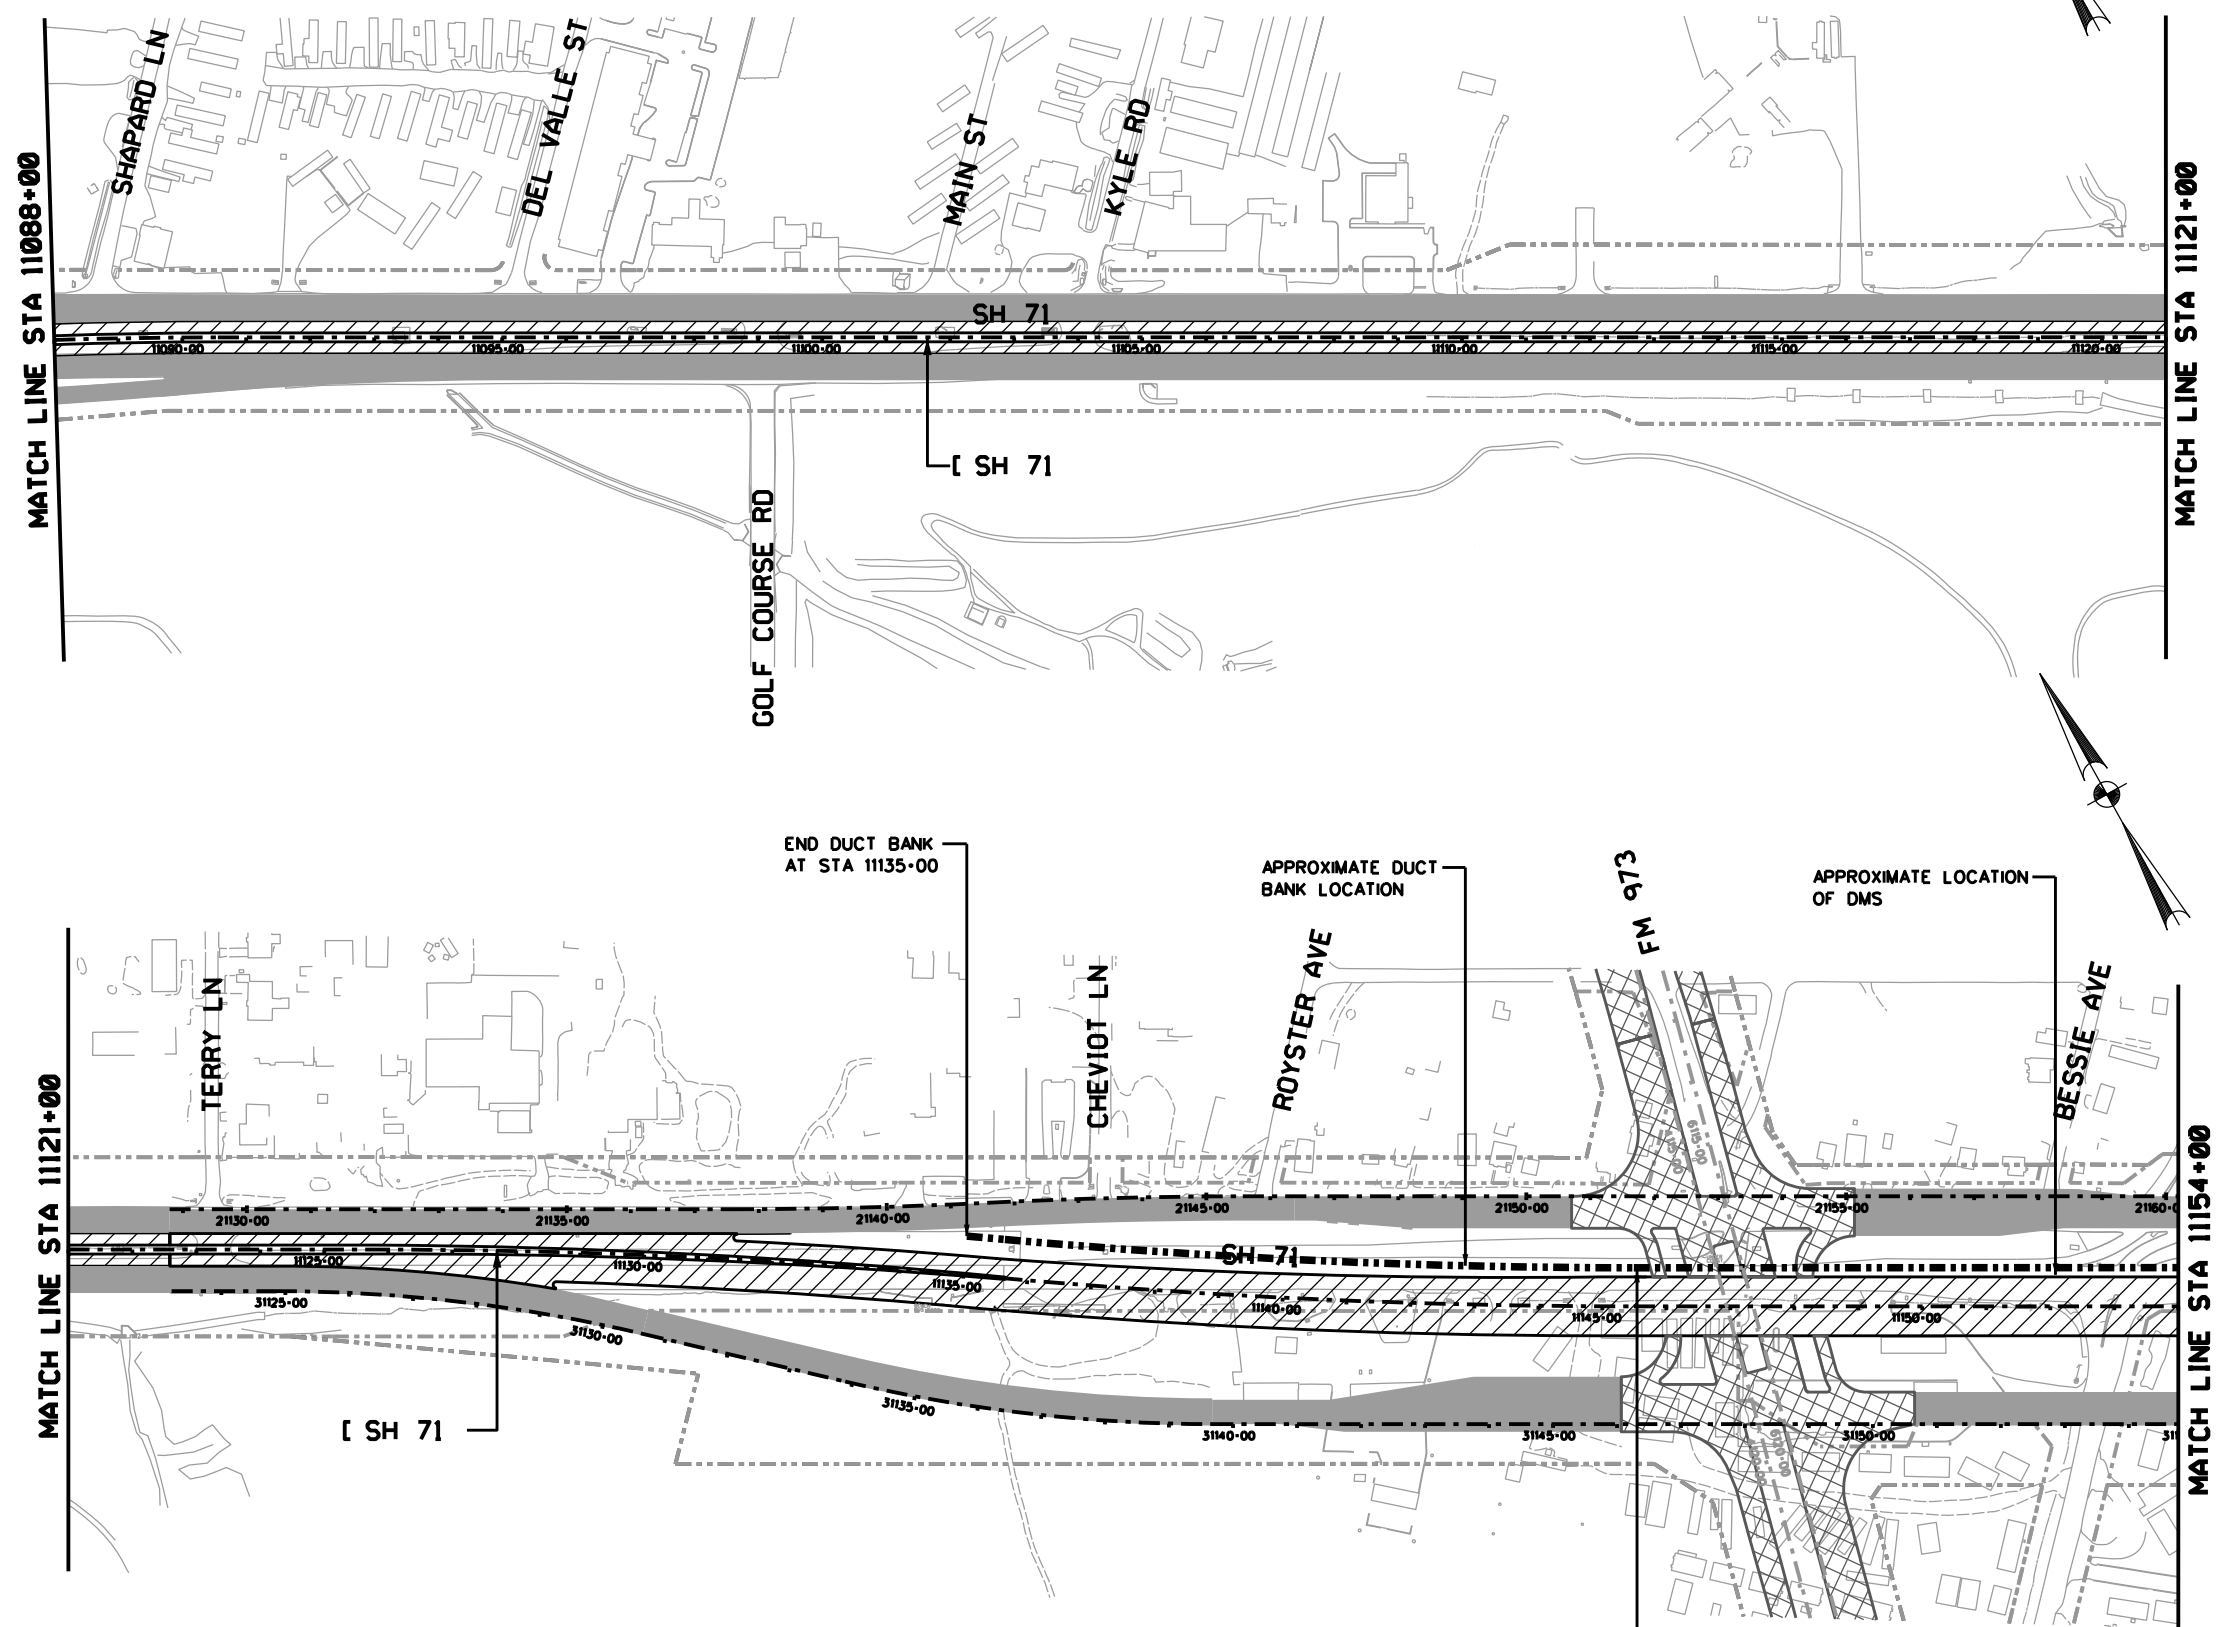 SHAPARD LN
DEL VALLE ST
MAIN ST
KYLE RD
MATCH LINE STA 11088+00
MATCH LINE STA 11121+00
SH 71
11090+00
11095+00
11100+00
11105+00
11110+00
11115+00
11120+00
[ SH 71
GOLF COURSE RD
END DUCT BANK
AT STA 11135+00
APPROXIMATE DUCT
BANK LOCATION
FM 973
APPROXIMATE LOCATION
OF DMS
TERRY LN
CHEVIOT LN
ROYSTER AVE
BESSIE AVE
MATCH LINE STA 11121+00
MATCH LINE STA 11154+00
6115+00
21130+00
21135+00
21140+00
21145+00
21150+00
21155+00
21160+0
SH 71
11125+00
11130+00
11135+00
11140+00
11145+00
11150+00
31125+00
31130+00
31135+00
31140+00
31145+00
31150+00
31
[ SH 71
6120+00